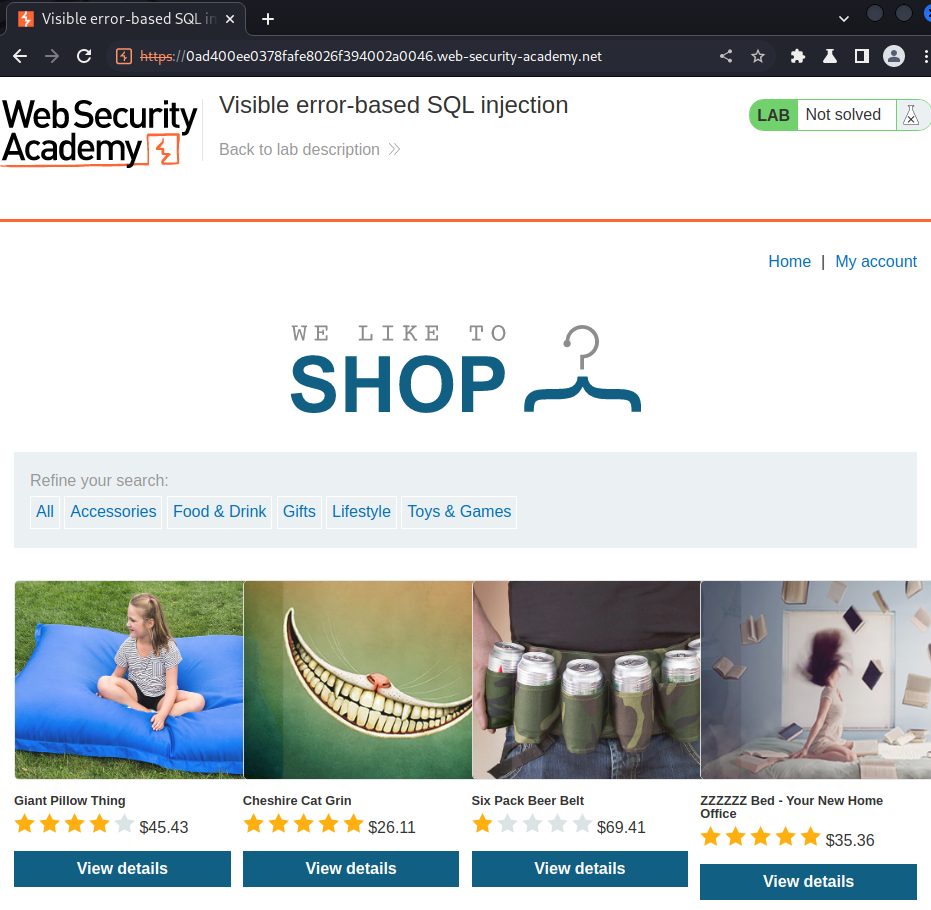 Visible error-based SQL in
https://0ad400ee0378fafe8026f394002a0046.web-security-academy.net
Web Security
Academy
Visible error-based SQL injection
Back to lab description
LAB Not solved
Home | My account
WE LIKE TO
SHOP
Refine your search:
All Accessories Food & Drink Gifts Lifestyle Toys & Games
Giant Pillow Thing
$45.43
View details
Cheshire Cat Grin
$26.11
View details
Six Pack Beer Belt
$69.41
View details
ZZZZZZ Bed - Your New Home
Office
$35.36
View details